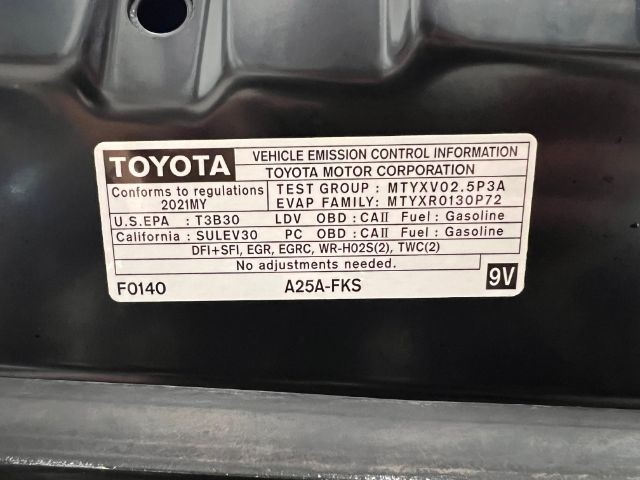 TOYOTA VEHICLE EMISSION CONTROL INFORMATION
TOYOTA MOTOR CORPORATION
Conforms to regulations
2021MY
TEST GROUP : MTYXV02.5P3A
EVAP FAMILY: MTYXR0130P72
U.S.EPA : T3B30 LDV OBD : CAII Fuel : Gasoline
California : SULEV30 PC OBD : CAII Fuel : Gasoline
DFI+SFI, EGR, EGRC, WR-HO2S(2), TWC(2)
No adjustments needed.
F0140 A25A-FKS 9V